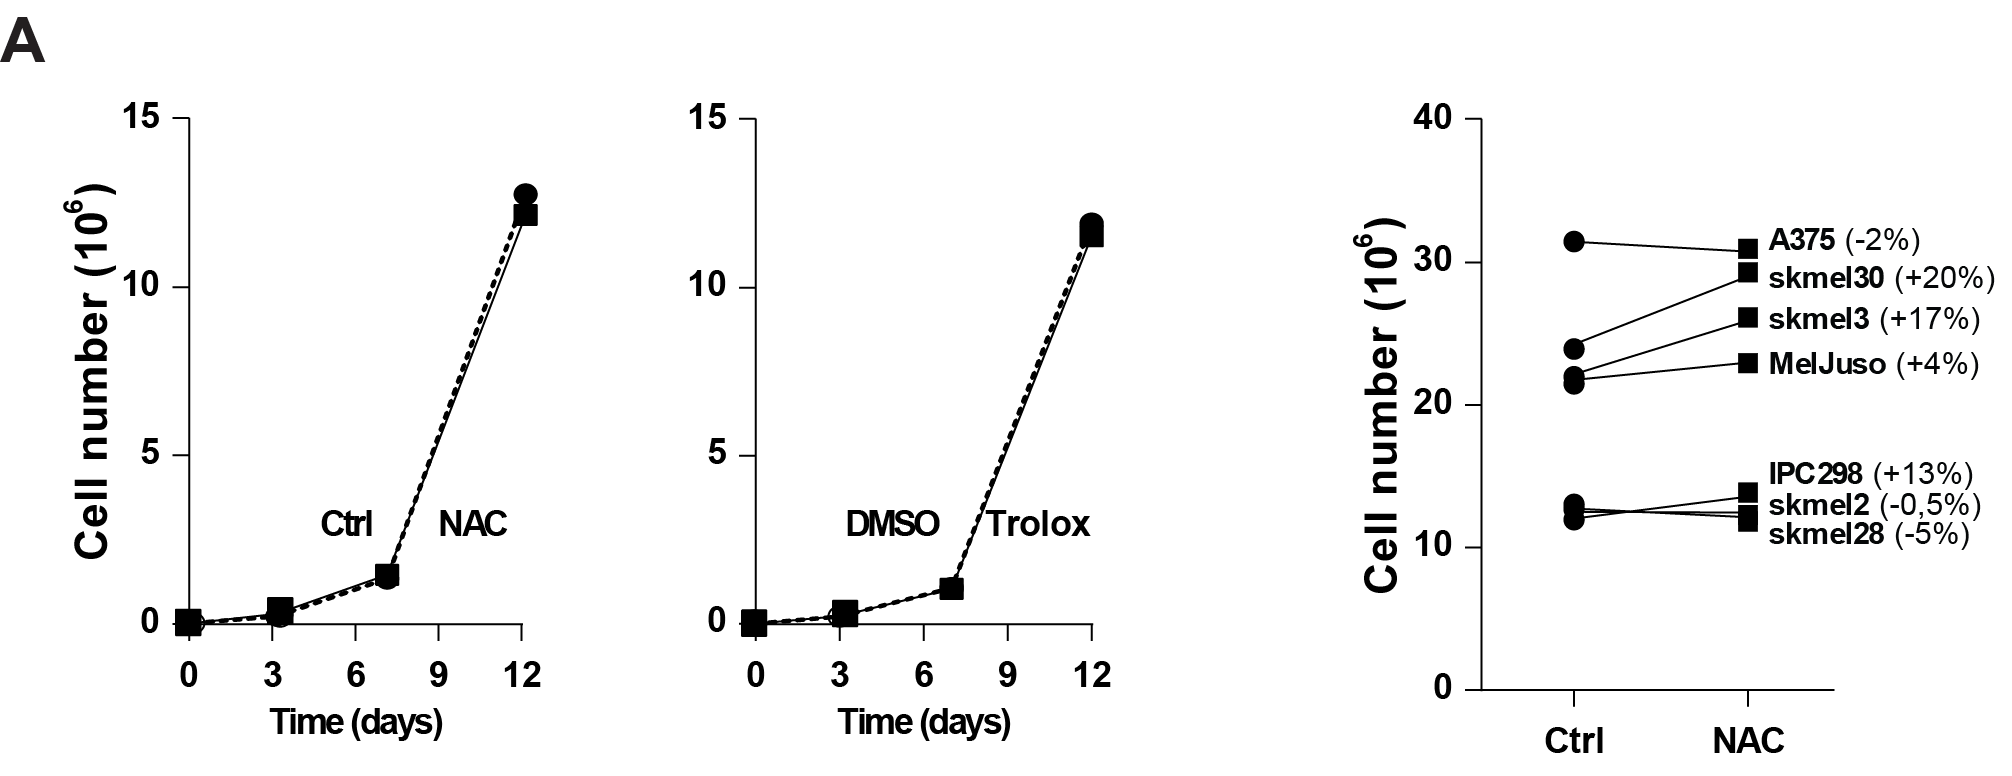 A
15
10
5
0
Cell number (10⁶)
Ctrl NAC
0 3 6 9 12
Time (days)
15
10
5
0
DMSO Trolox
0 3 6 9 12
Time (days)
40
30
20
10
0
Cell number (10⁶)
A375 (-2%)
skmel30 (+20%)
skmel3 (+17%)
MelJuso (+4%)
IPC298 (+13%)
skmel2 (-0,5%)
skmel28 (-5%)
Ctrl NAC